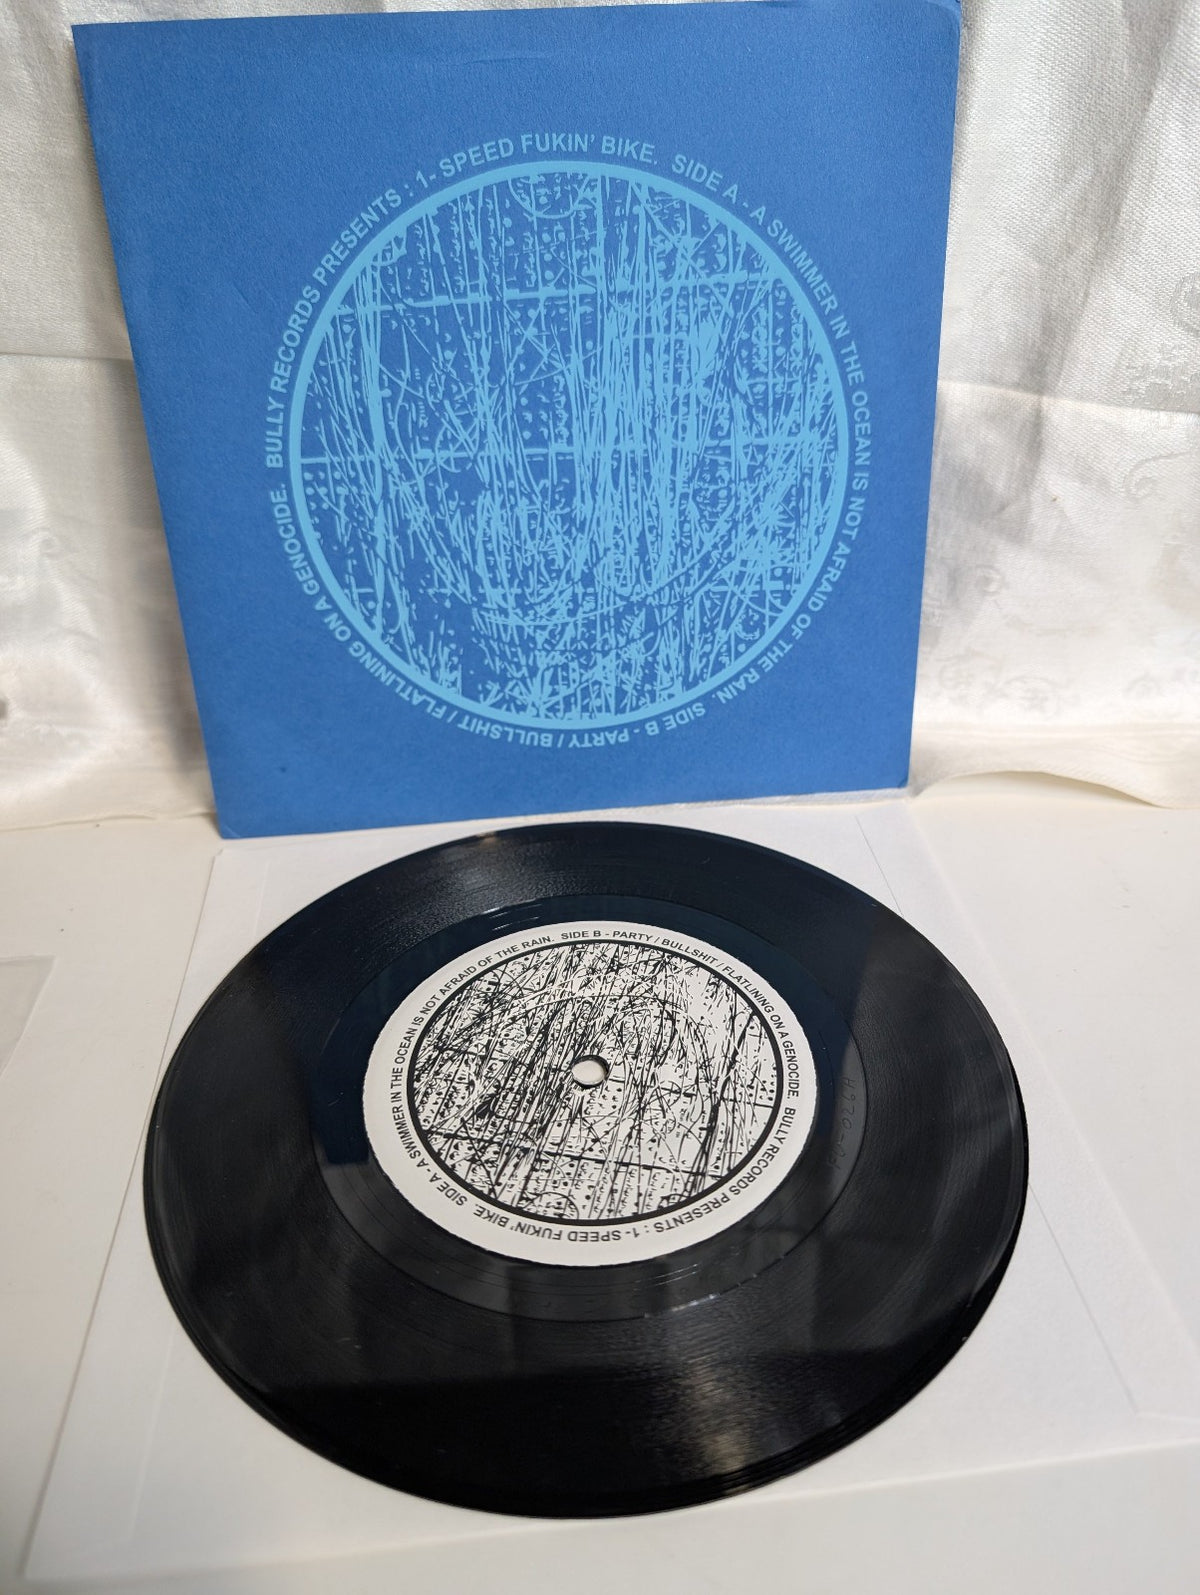 BULLY RECORDS PRESENTS : 1- SPEED FUKIN' BIKE. SIDE A - A SWIMMER IN THE OCEAN IS NOT AFRAID OF THE RAIN. SIDE B - PARTY / BULLSHIT / FLATLINING ON A GENOCIDE.
BULLY RECORDS PRESENTS : 1- SPEED FUKIN' BIKE. SIDE A - A SWIMMER IN THE OCEAN IS NOT AFRAID OF THE RAIN. SIDE B - PARTY / BULLSHIT / FLATLINING ON A GENOCIDE.